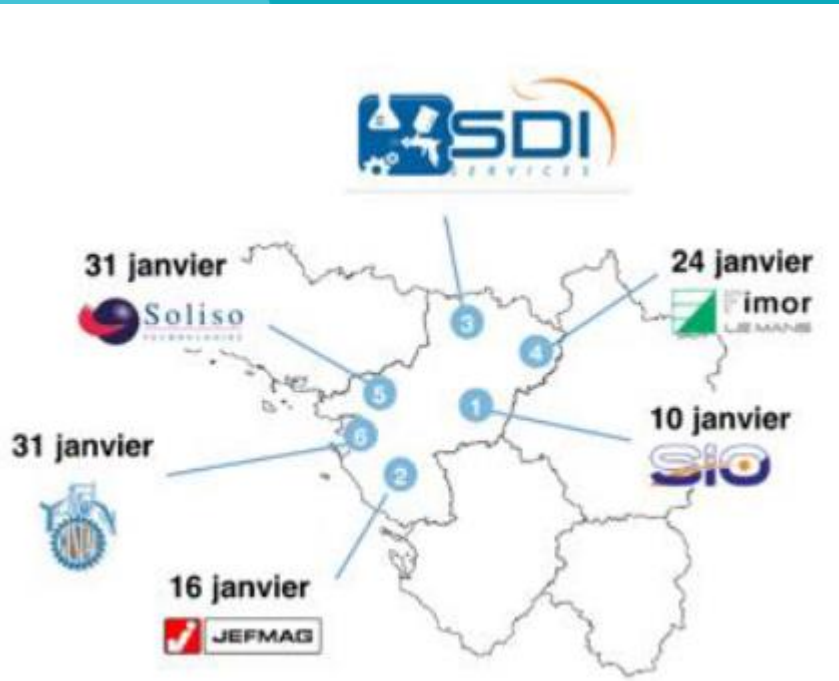 SDI
SERVICES
31 janvier
Soliso
24 janvier
Fimor
LE MANS
3
4
5
1
10 janvier
SIO
6
31 janvier
2
16 janvier
JEFMAG